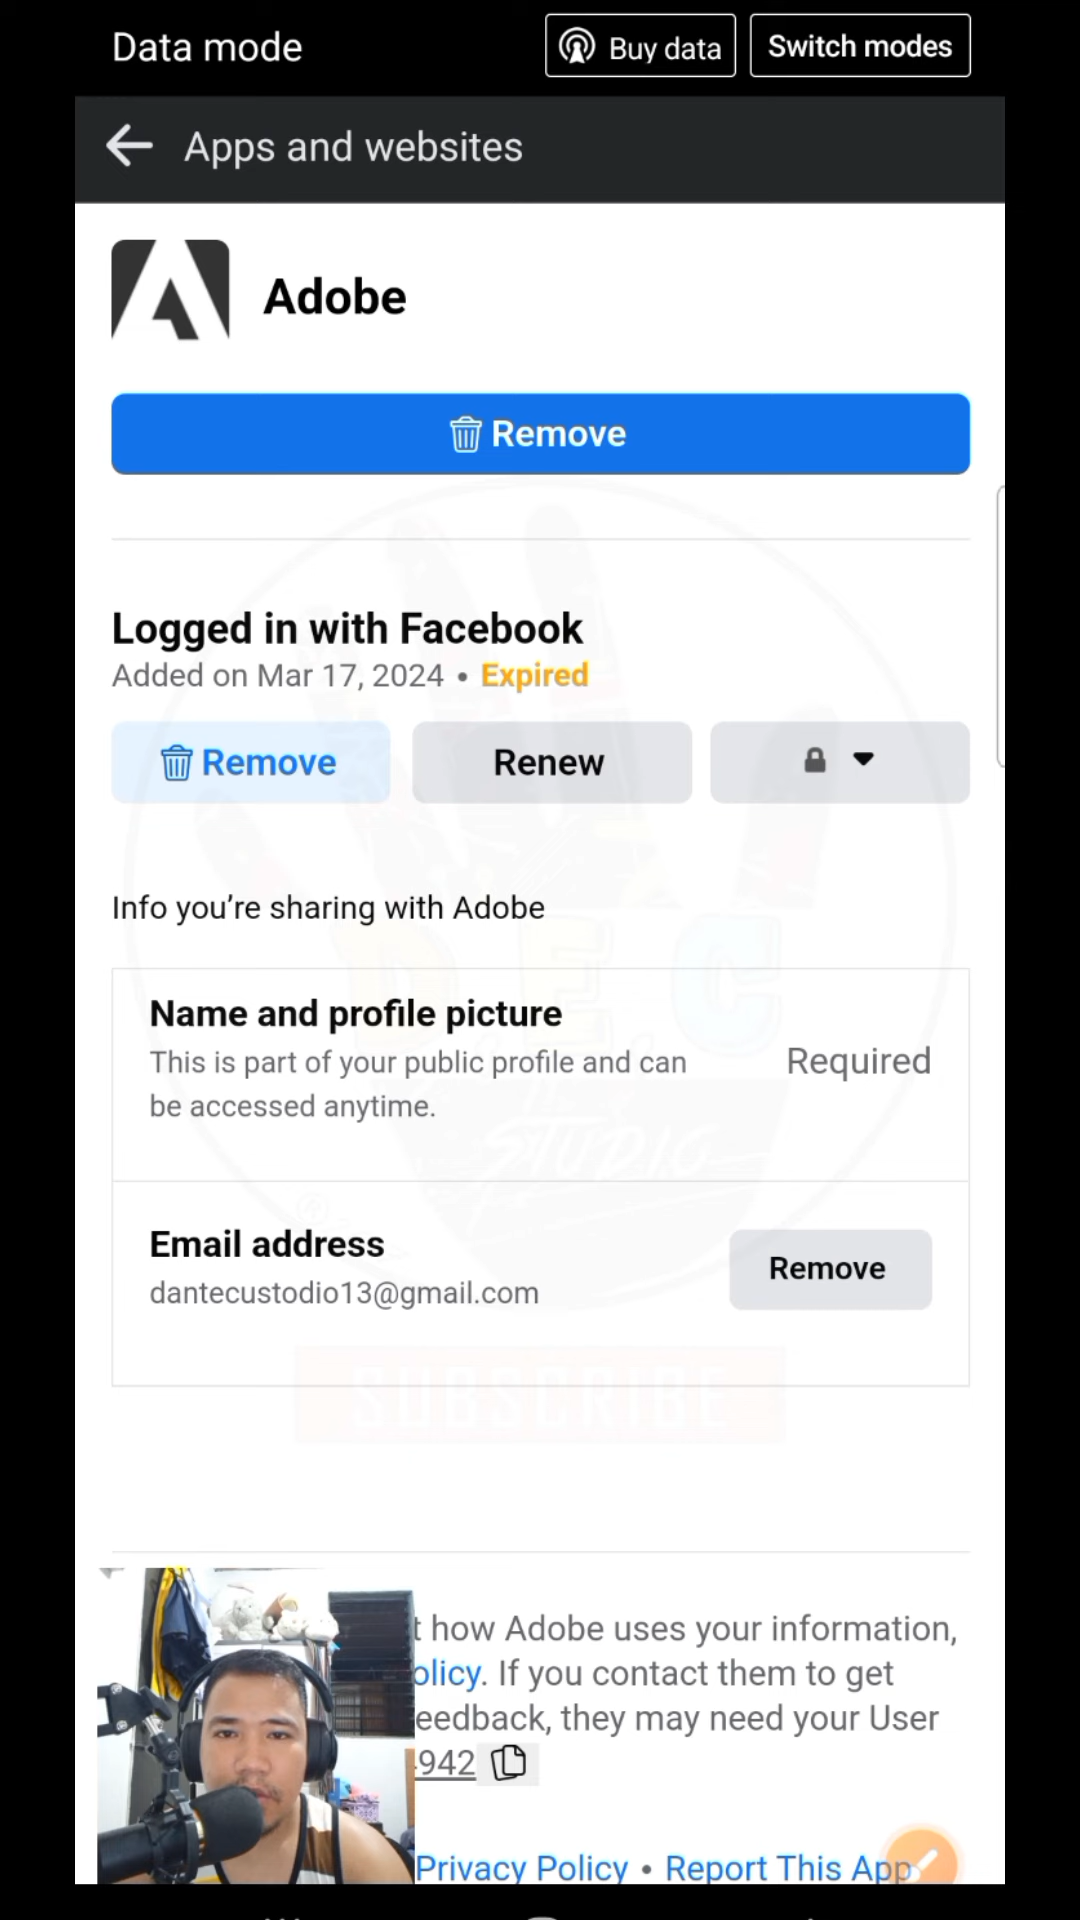 Data mode
Buy data
Switch modes
Apps and websites
Adobe
Remove
Logged in with Facebook
Added on Mar 17, 2024 • Expired
Remove
Renew
Info you’re sharing with Adobe
Name and profile picture
This is part of your public profile and can
be accessed anytime.
Required
Email address
dantecustodio13@gmail.com
Remove
D.E.C
STUDIO
SUBSCRIBE
t how Adobe uses your information,
olicy. If you contact them to get
eedback, they may need your User
942
Privacy Policy • Report This App